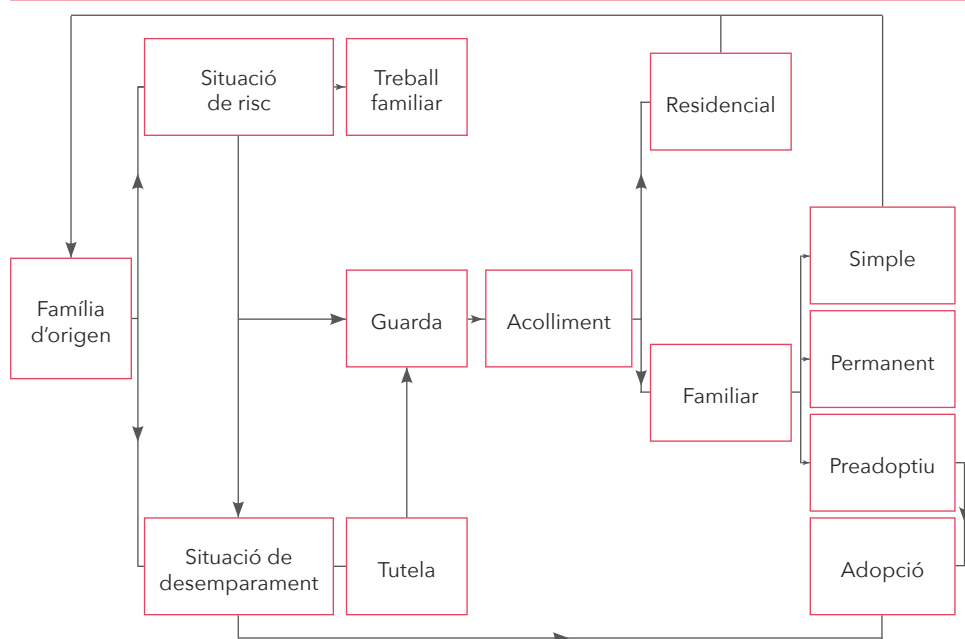 Situació
de risc
Treball
familiar
Residencial
Simple
Família
d’origen
Guarda
Acolliment
Permanent
Familiar
Preadoptiu
Situació de
desemparament
Tutela
Adopció